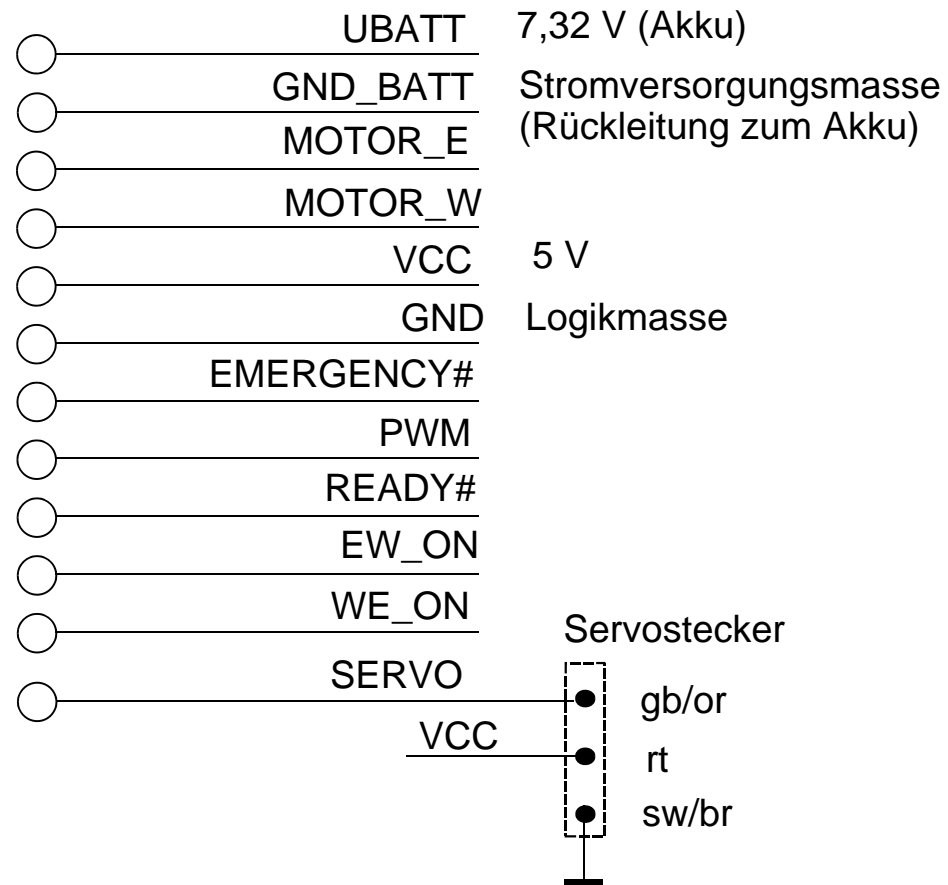 UBATT 7,32 V (Akku)
GND_BATT Stromversorgungsmasse
(Rückleitung zum Akku)
MOTOR_E
MOTOR_W
VCC 5 V
GND Logikmasse
EMERGENCY#
PWM
READY#
EW_ON
WE_ON
Servostecker
SERVO gb/or
VCC rt
sw/br